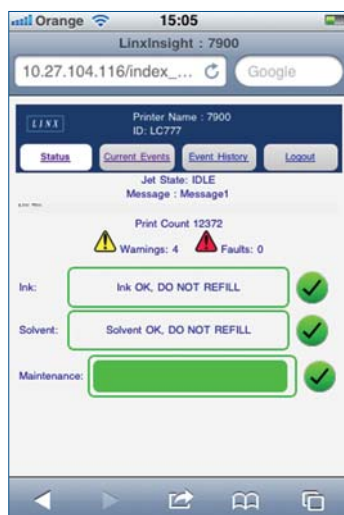 Orange 15:05
LinxInsight : 7900
10.27.104.116/index_... Google
LINX
Printer Name : 7900
ID: LC777
Status Current Events Event History Logout
Jet State: IDLE
Message : Message1
Print Count 12372
Warnings: 4 Faults: 0
Ink: Ink OK, DO NOT REFILL
Solvent: Solvent OK, DO NOT REFILL
Maintenance: